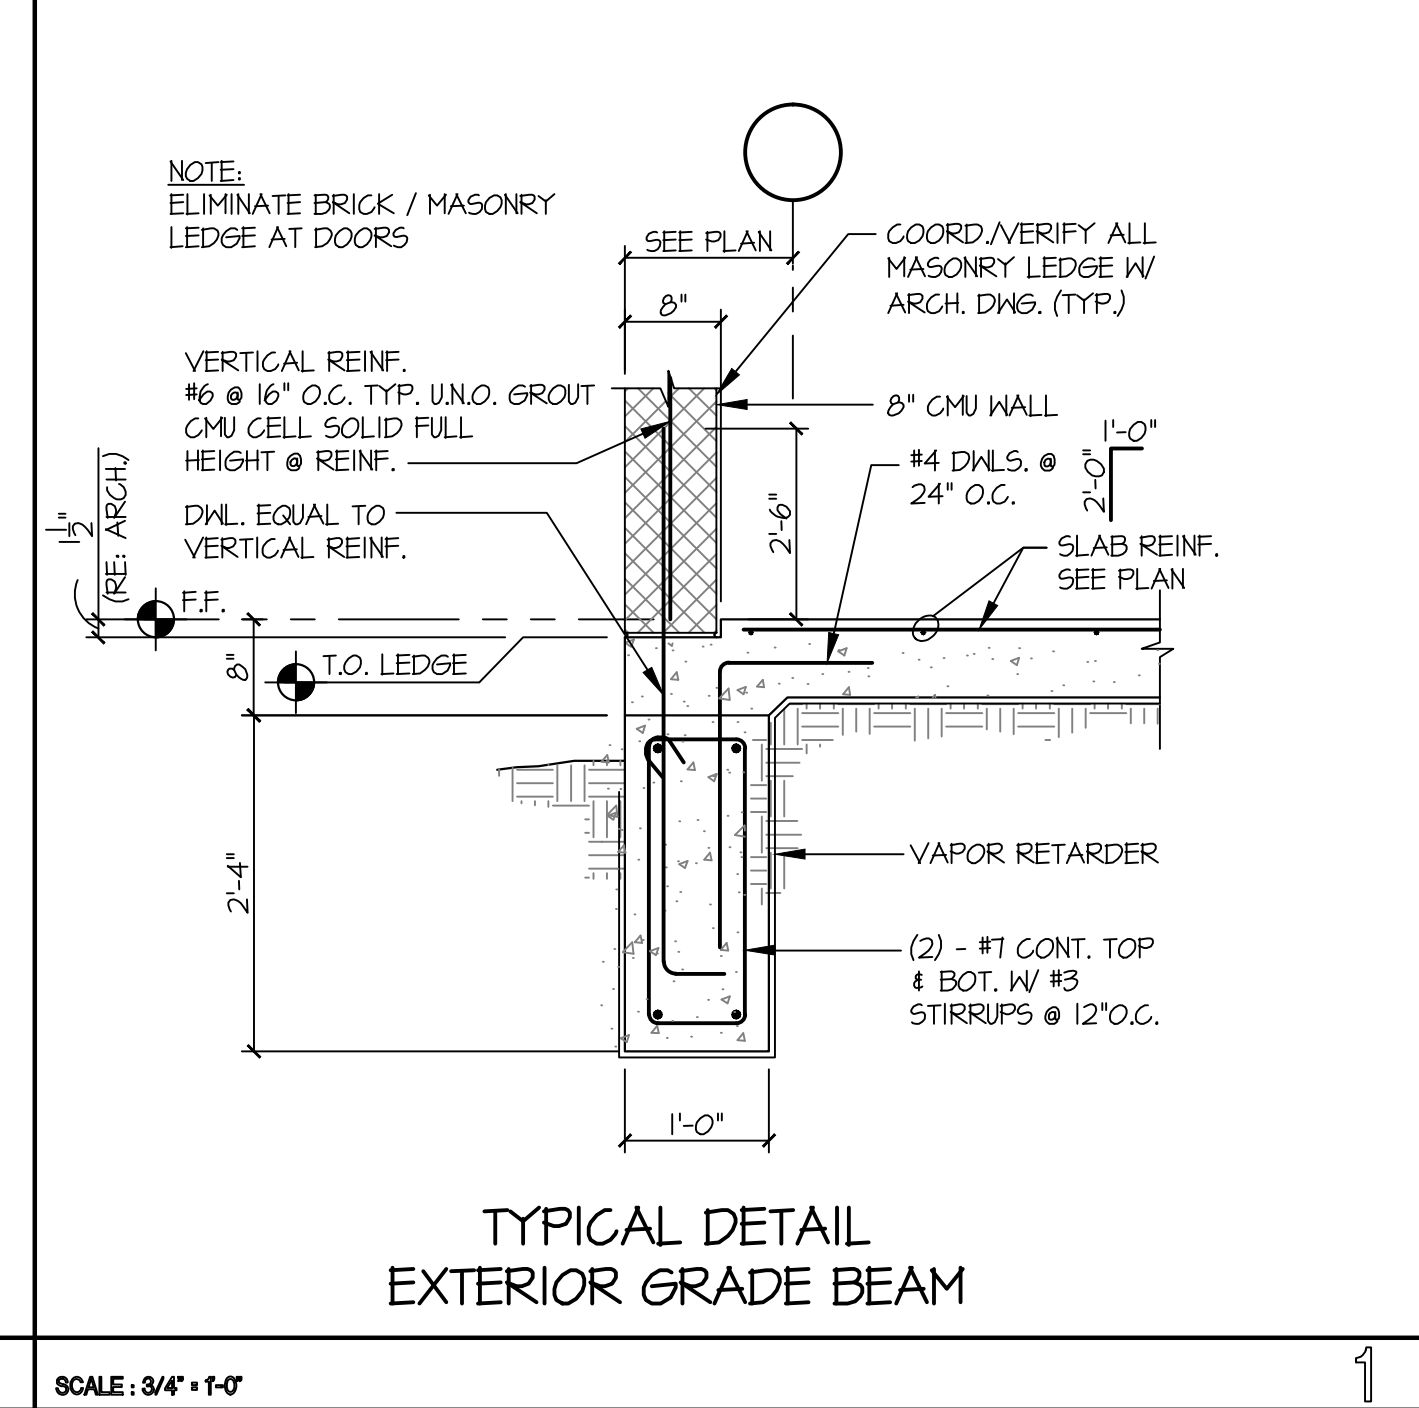 NOTE:
ELIMINATE BRICK / MASONRY
LEDGE AT DOORS
SEE PLAN
8"
COORD./VERIFY ALL
MASONRY LEDGE W/
ARCH. DWG. (TYP.)
VERTICAL REINF.
#6 @ 16" O.C. TYP. U.N.O. GROUT
CMU CELL SOLID FULL
HEIGHT @ REINF.
8" CMU WALL
#4 DWLS. @
24" O.C.
1'-0"
2'-0"
2'-6"
DWL. EQUAL TO
VERTICAL REINF.
SLAB REINF.
SEE PLAN
1 1/2"
(RE: ARCH.)
F.F.
8"
T.O. LEDGE
2'-4"
VAPOR RETARDER
(2) - #7 CONT. TOP
& BOT. W/ #3
STIRRUPS @ 12"O.C.
1'-0"
TYPICAL DETAIL
EXTERIOR GRADE BEAM
SCALE : 3/4" = 1'-0"
1